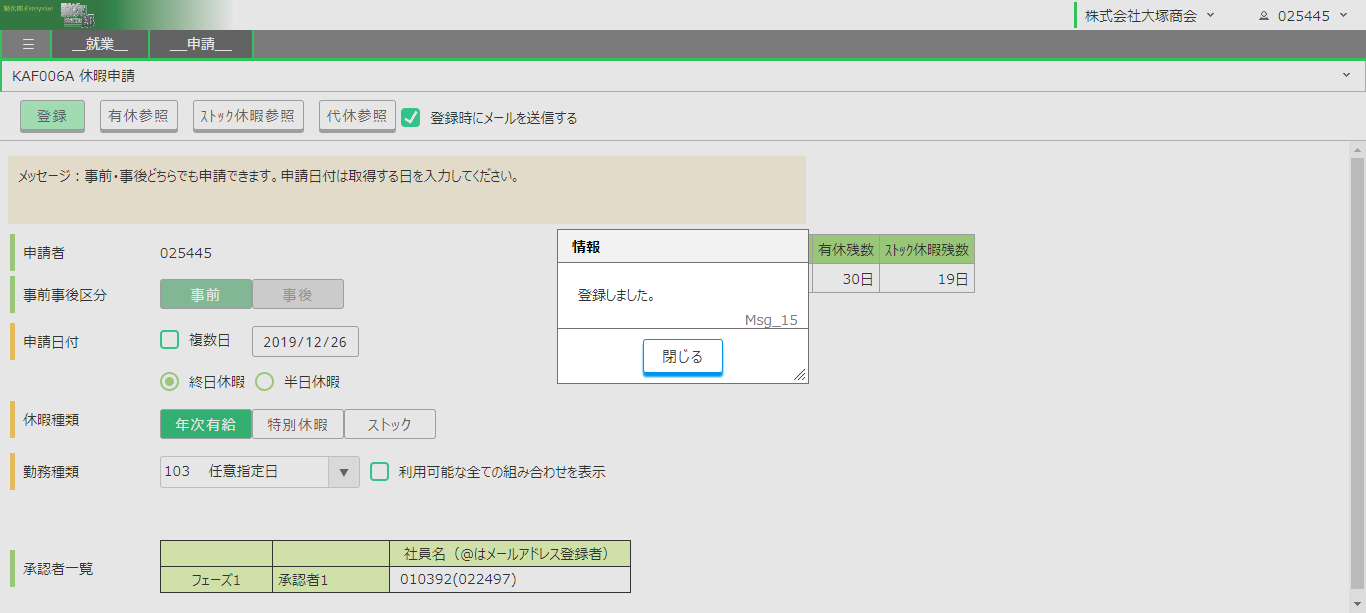 勤次郎 Enterprise
株式会社大塚商会 025445
☰ __就業__ __申請__
KAF006A 休暇申請
登録 有休参照 ｽﾄｯｸ休暇参照 代休参照 登録時にメールを送信する
メッセージ：事前・事後どちらでも申請できます。申請日付は取得する日を入力してください。
申請者 025445
有休残数 ｽﾄｯｸ休暇残数
30日 19日
事前事後区分 事前 事後
情報
登録しました。
Msg_15
閉じる
申請日付 複数日 2019/12/26
終日休暇 半日休暇
休暇種類 年次有給 特別休暇 ストック
勤務種類 103 任意指定日 ▼ 利用可能な全ての組み合わせを表示
承認者一覧
社員名（@はメールアドレス登録者）
フェーズ1 承認者1 010392(022497)